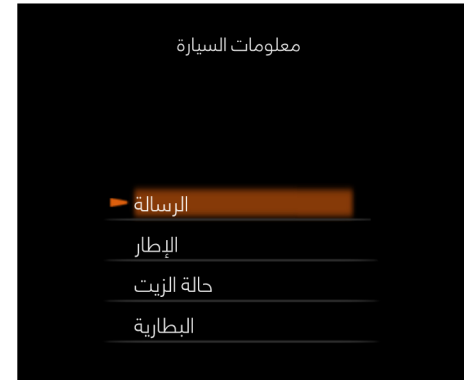 معلومات السيارة
الرسالة
الإطار
حالة الزيت
البطارية